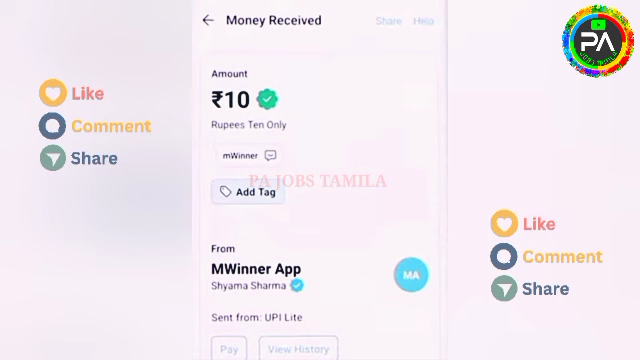 Money Received
Share Help
Amount
₹10
Rupees Ten Only
mWinner
PA JOBS TAMILA
Add Tag
From
MWinner App
Shyama Sharma
MA
Sent from: UPI Lite
Pay
View History
Like
Comment
Share
PA
Like
Comment
Share